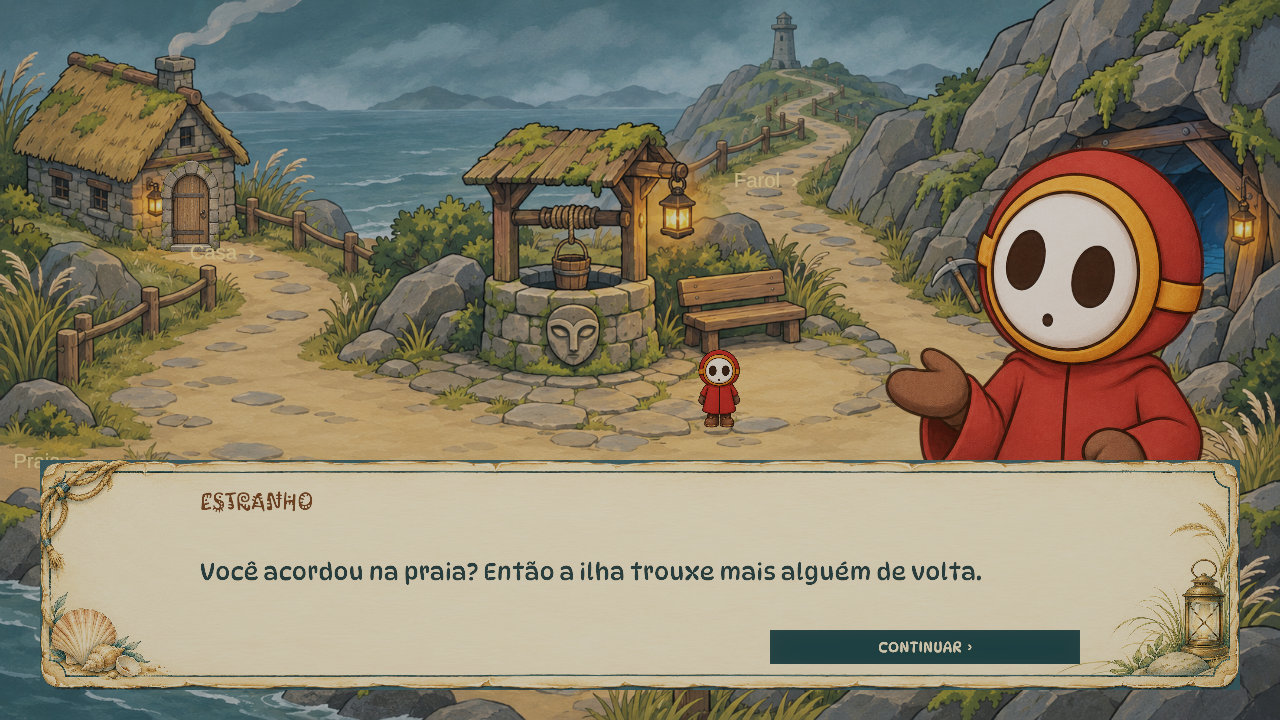 Farol ›
Casa ›
Praia
ESTRANHO
Você acordou na praia? Então a ilha trouxe mais alguém de volta.
CONTINUAR ›